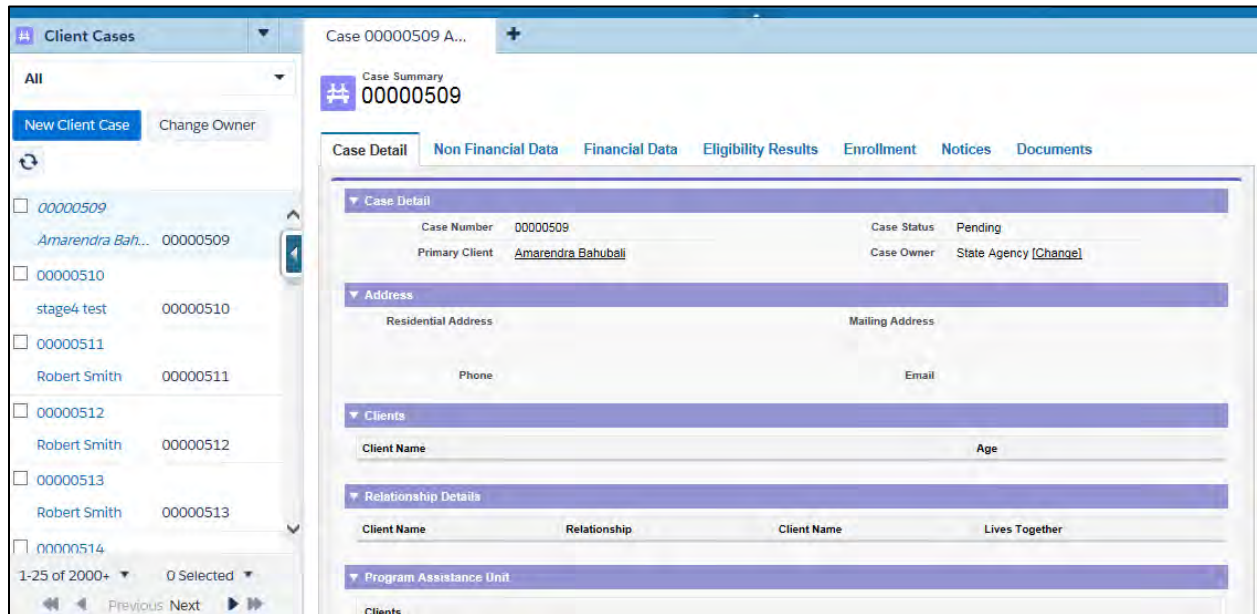 Client Cases
All
New Client Case Change Owner
00000509
Amarendra Bah... 00000509
00000510
stage4 test 00000510
00000511
Robert Smith 00000511
00000512
Robert Smith 00000512
00000513
Robert Smith 00000513
00000514
1-25 of 2000+ 0 Selected
Previous Next
Case 00000509 A...
Case Summary
00000509
Case Detail Non Financial Data Financial Data Eligibility Results Enrollment Notices Documents
Case Detail
Case Number 00000509 Case Status Pending
Primary Client Amarendra Bahubali Case Owner State Agency [Change]
Address
Residential Address Mailing Address
Phone Email
Clients
Client Name Age
Relationship Details
Client Name Relationship Client Name Lives Together
Program Assistance Unit
Clients